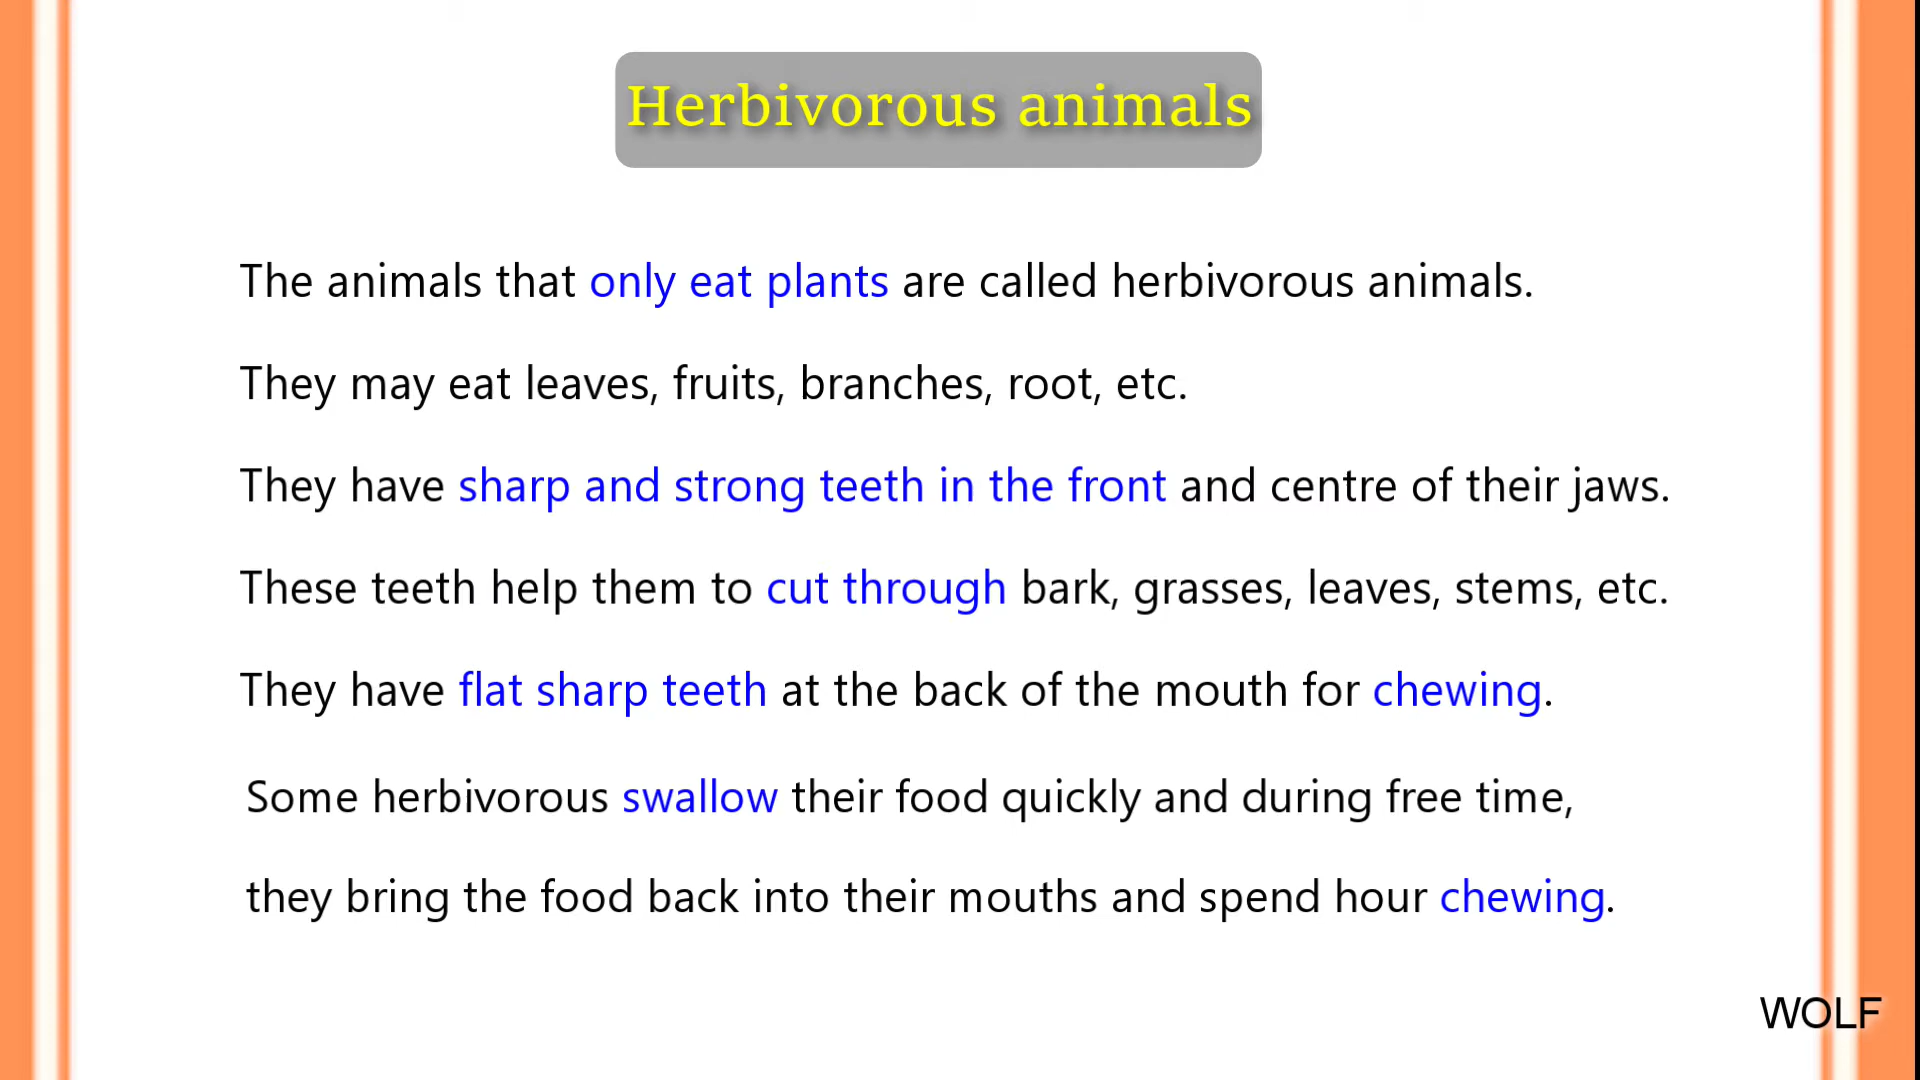 Herbivorous animals
The animals that only eat plants are called herbivorous animals.
They may eat leaves, fruits, branches, root, etc.
They have sharp and strong teeth in the front and centre of their jaws.
These teeth help them to cut through bark, grasses, leaves, stems, etc.
They have flat sharp teeth at the back of the mouth for chewing.
Some herbivorous swallow their food quickly and during free time,
they bring the food back into their mouths and spend hour chewing.
WOLF